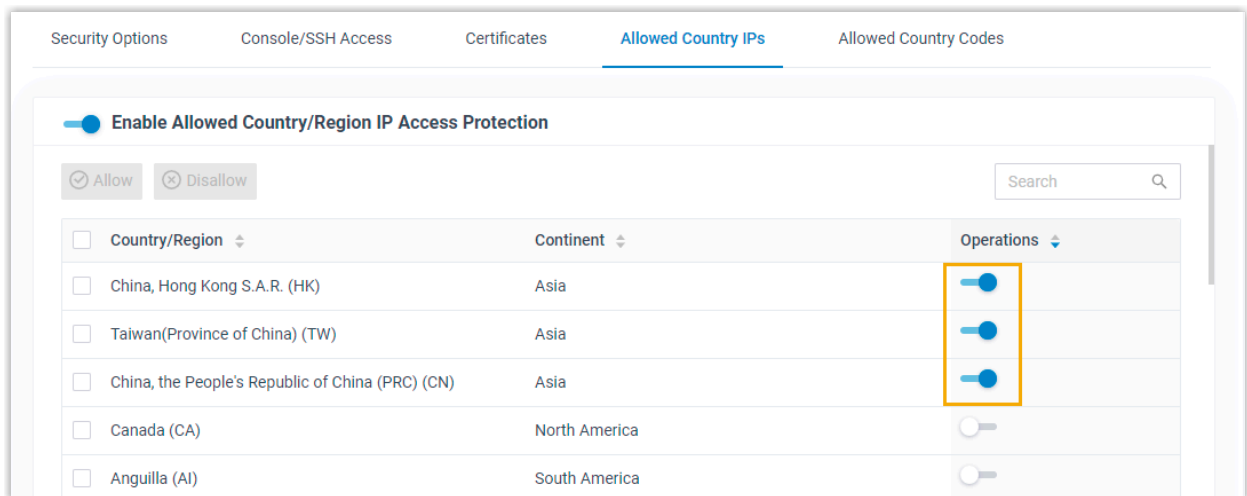 Security Options Console/SSH Access Certificates Allowed Country IPs Allowed Country Codes
Enable Allowed Country/Region IP Access Protection
Allow Disallow Search
Country/Region Continent Operations
China, Hong Kong S.A.R. (HK) Asia
Taiwan(Province of China) (TW) Asia
China, the People's Republic of China (PRC) (CN) Asia
Canada (CA) North America
Anguilla (AI) South America